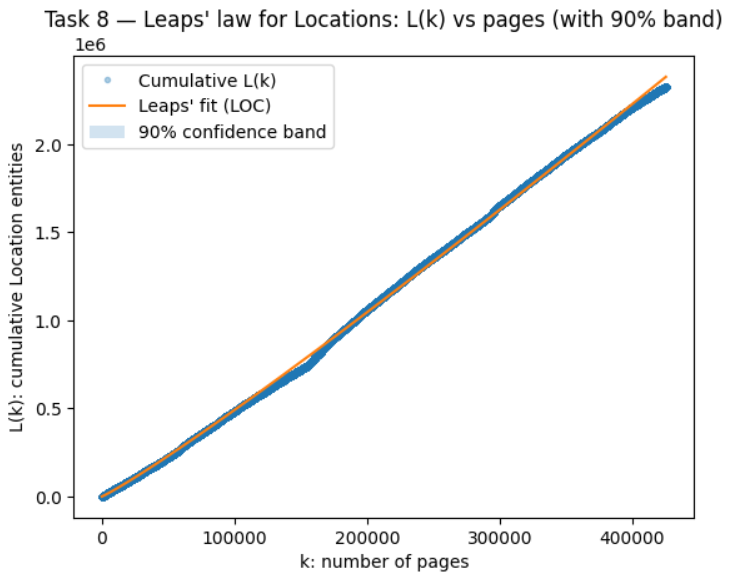 Task 8 — Leaps' law for Locations: L(k) vs pages (with 90% band)
1e6
Cumulative L(k)
Leaps' fit (LOC)
90% confidence band
2.0
1.5
1.0
0.5
0.0
L(k): cumulative Location entities
0 100000 200000 300000 400000
k: number of pages